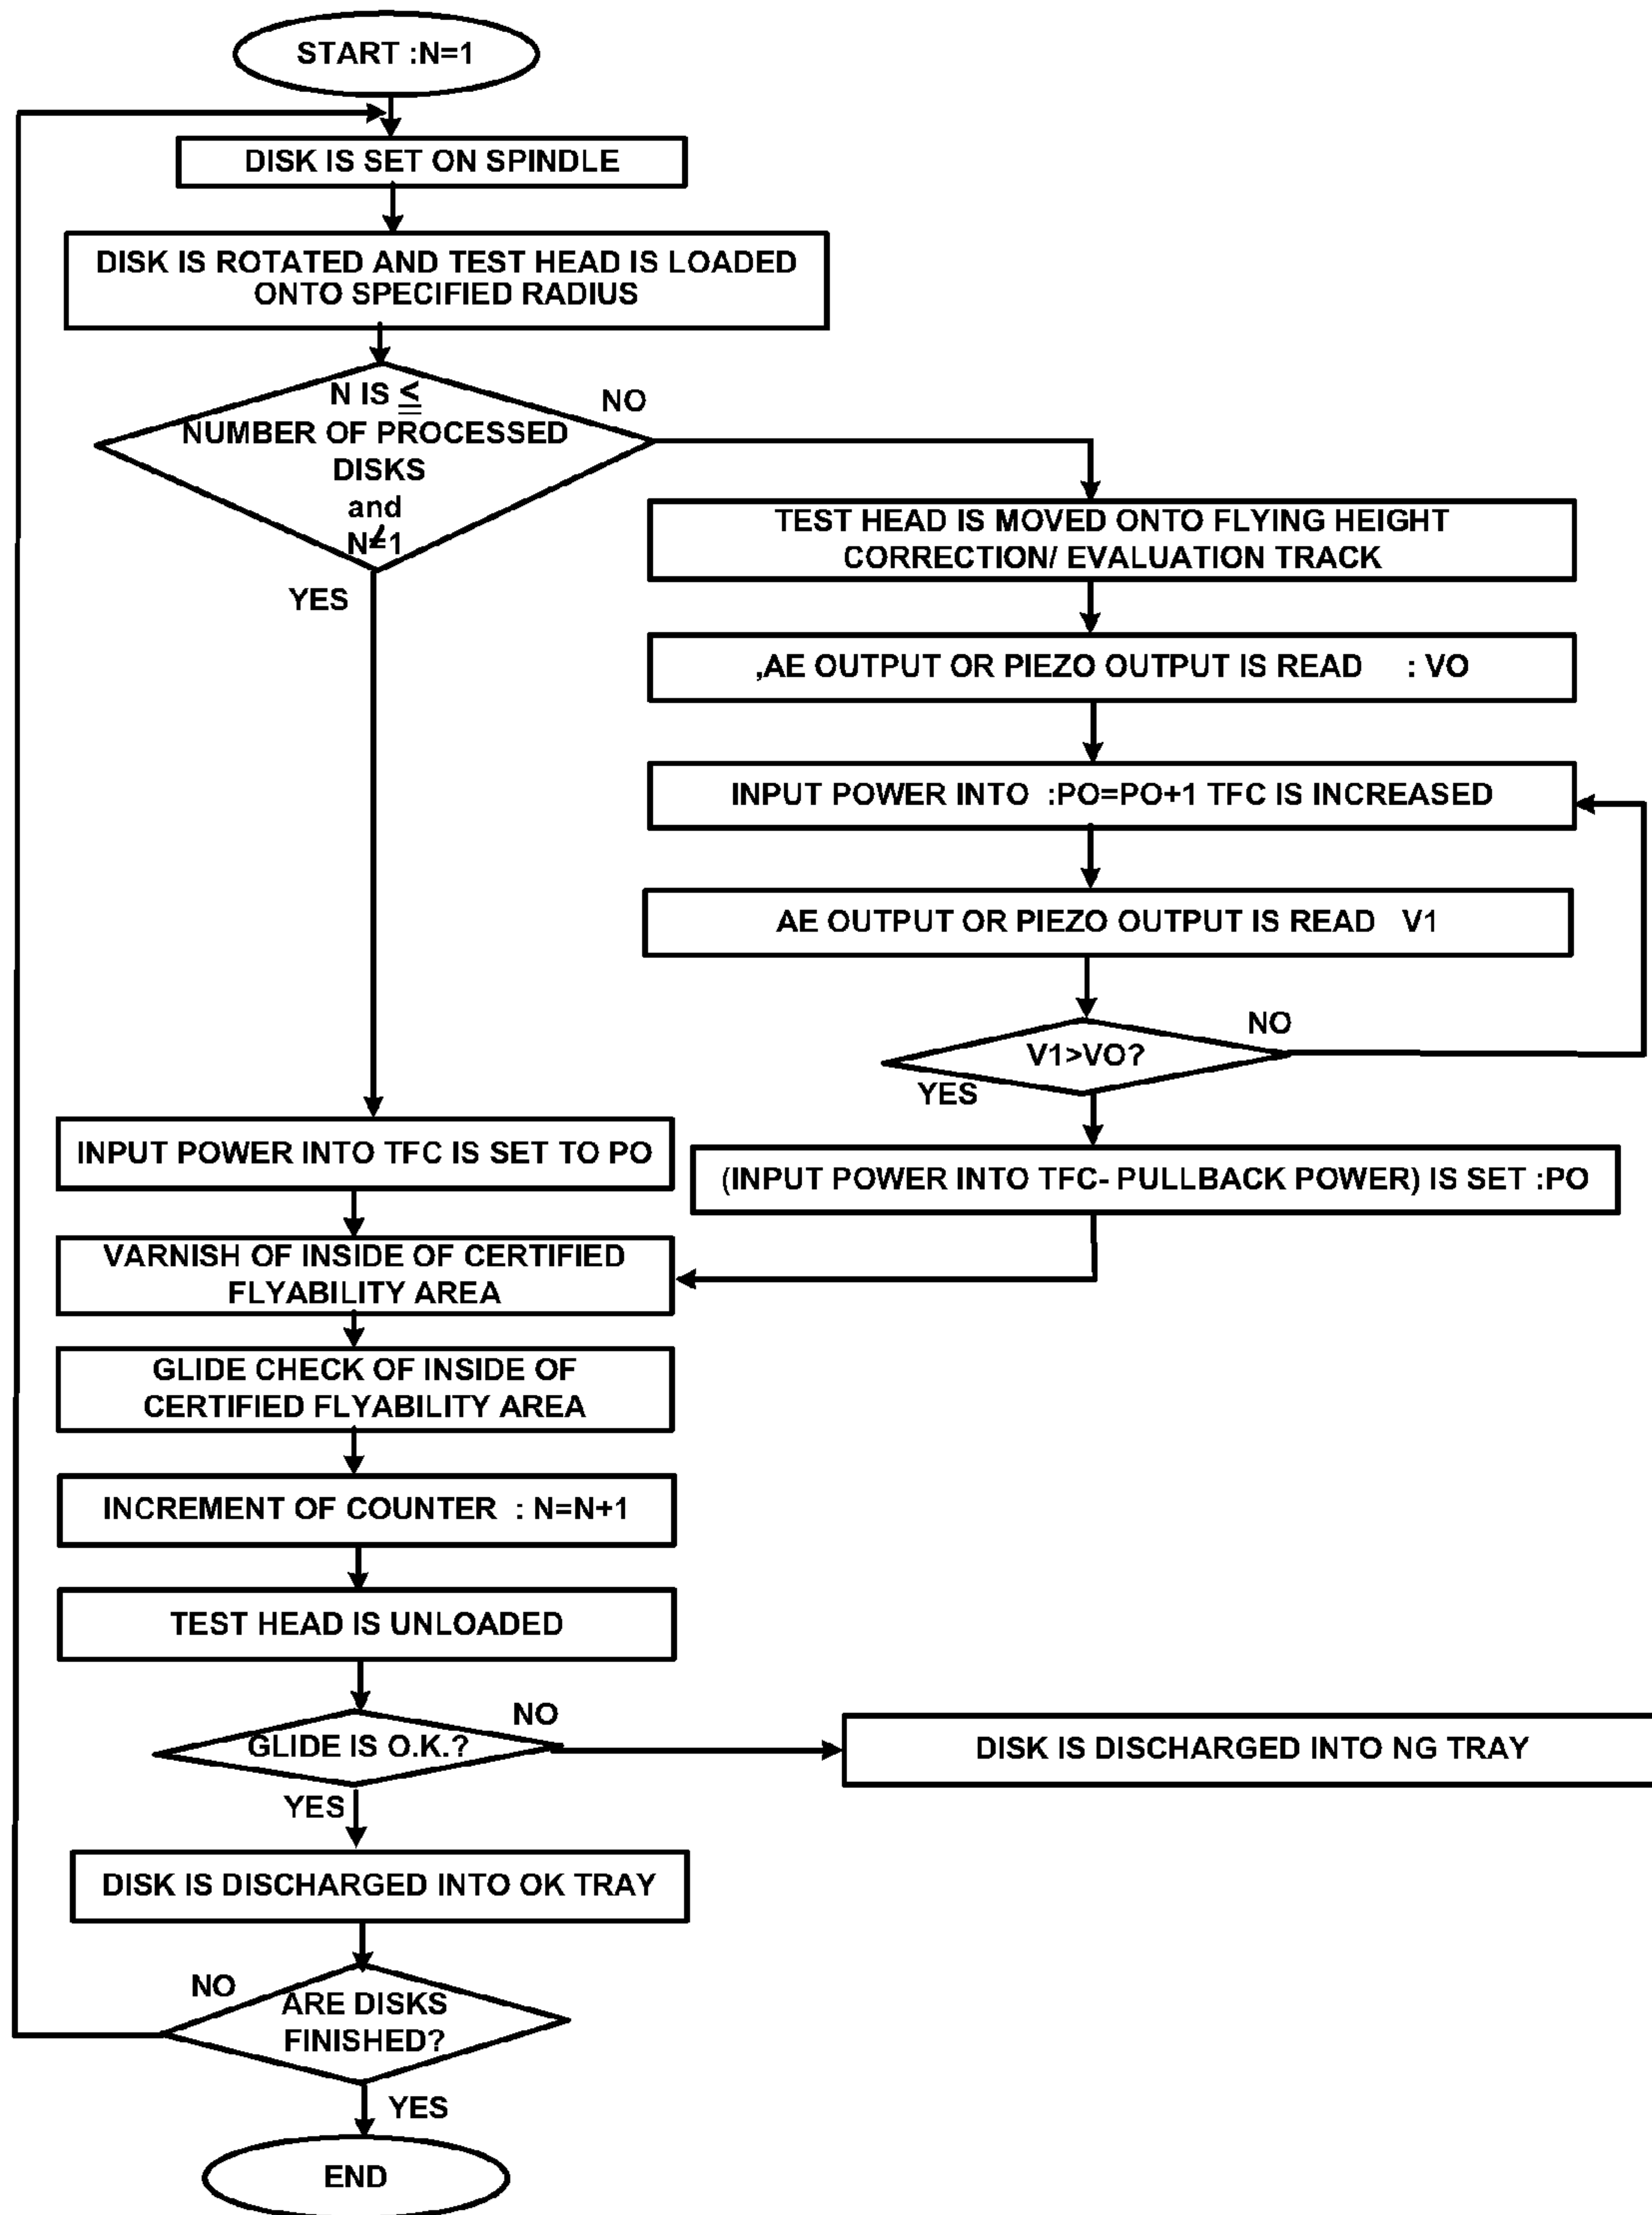 START :N=1
DISK IS SET ON SPINDLE
DISK IS ROTATED AND TEST HEAD IS LOADED
ONTO SPECIFIED RADIUS
N IS ≦
NUMBER OF PROCESSED
DISKS
and
N≠1
NO
YES
TEST HEAD IS MOVED ONTO FLYING HEIGHT
CORRECTION/ EVALUATION TRACK
,AE OUTPUT OR PIEZO OUTPUT IS READ : VO
INPUT POWER INTO :PO=PO+1 TFC IS INCREASED
AE OUTPUT OR PIEZO OUTPUT IS READ V1
V1>VO?
NO
YES
(INPUT POWER INTO TFC- PULLBACK POWER) IS SET :PO
INPUT POWER INTO TFC IS SET TO PO
VARNISH OF INSIDE OF CERTIFIED
FLYABILITY AREA
GLIDE CHECK OF INSIDE OF
CERTIFIED FLYABILITY AREA
INCREMENT OF COUNTER : N=N+1
TEST HEAD IS UNLOADED
GLIDE IS O.K.?
NO
DISK IS DISCHARGED INTO NG TRAY
YES
DISK IS DISCHARGED INTO OK TRAY
NO
ARE DISKS
FINISHED?
YES
END